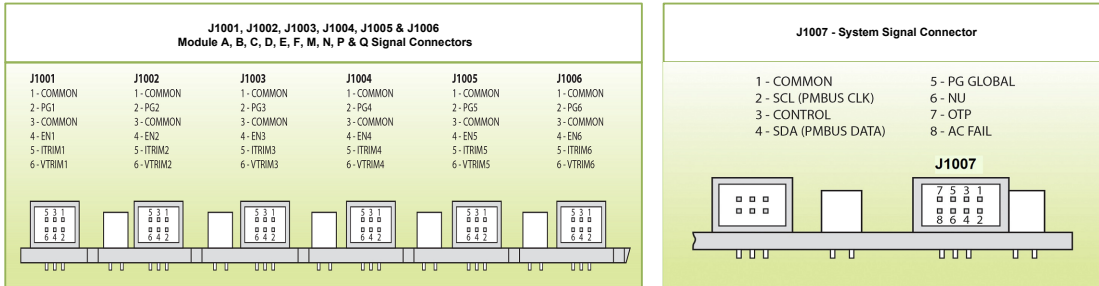 J1001, J1002, J1003, J1004, J1005 & J1006
Module A, B, C, D, E, F, M, N, P & Q Signal Connectors
J1001
1 - COMMON
2 - PG1
3 - COMMON
4 - EN1
5 - ITRIM1
6 - VTRIM1
J1002
1 - COMMON
2 - PG2
3 - COMMON
4 - EN2
5 - ITRIM2
6 - VTRIM2
J1003
1 - COMMON
2 - PG3
3 - COMMON
4 - EN3
5 - ITRIM3
6 - VTRIM3
J1004
1 - COMMON
2 - PG4
3 - COMMON
4 - EN4
5 - ITRIM4
6 - VTRIM4
J1005
1 - COMMON
2 - PG5
3 - COMMON
4 - EN5
5 - ITRIM5
6 - VTRIM5
J1006
1 - COMMON
2 - PG6
3 - COMMON
4 - EN6
5 - ITRIM6
6 - VTRIM6
5 3 1
6 4 2
5 3 1
6 4 2
5 3 1
6 4 2
5 3 1
6 4 2
5 3 1
6 4 2
5 3 1
6 4 2
J1007 - System Signal Connector
1 - COMMON
2 - SCL (PMBUS CLK)
3 - CONTROL
4 - SDA (PMBUS DATA)
5 - PG GLOBAL
6 - NU
7 - OTP
8 - AC FAIL
J1007
7 5 3 1
8 6 4 2